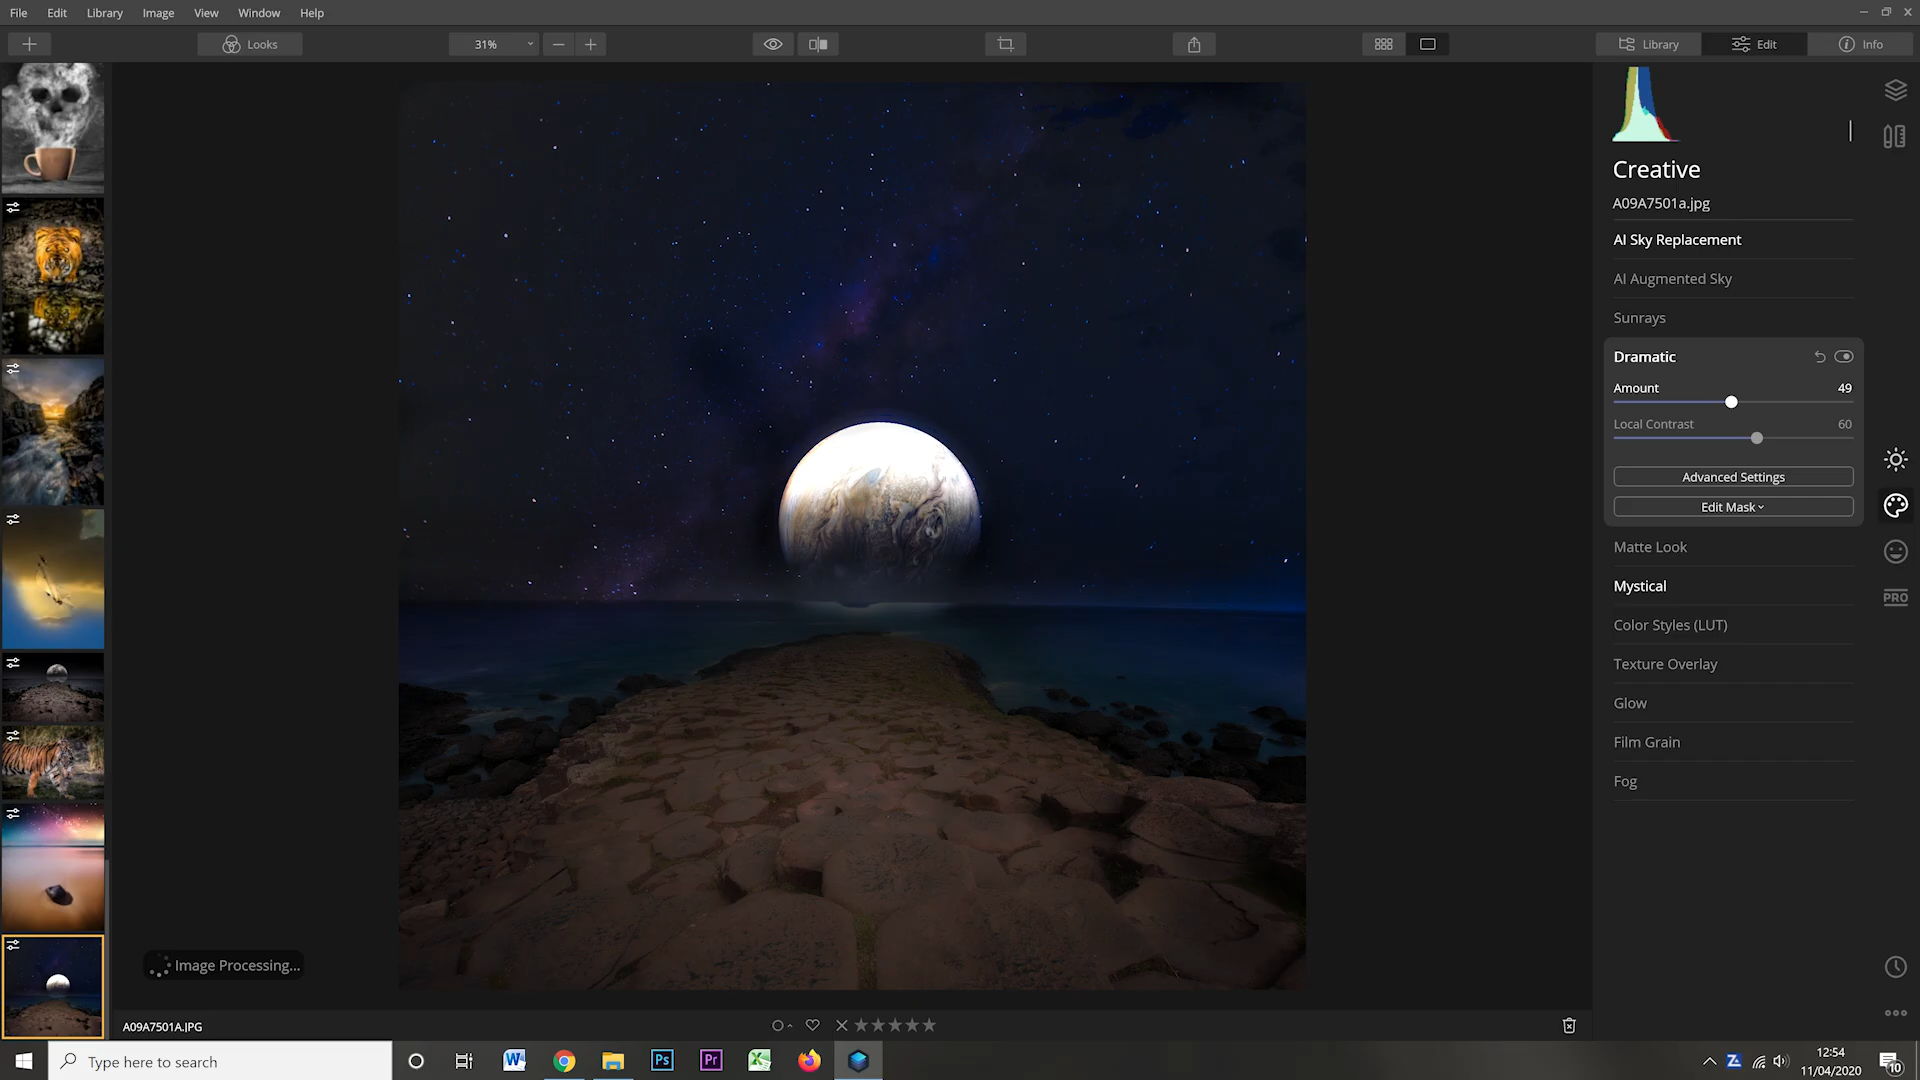 File Edit Library Image View Window Help
Looks 31% Library Edit Info
Creative
A09A7501a.jpg
AI Sky Replacement
AI Augmented Sky
Sunrays
Dramatic
Amount 49
Local Contrast 60
Advanced Settings
Edit Mask
Matte Look
Mystical
PRO
Color Styles (LUT)
Texture Overlay
Glow
Film Grain
Fog
Image Processing...
A09A7501A.JPG
Type here to search
W Ps Pr X Z
12:54
11/04/2020
10